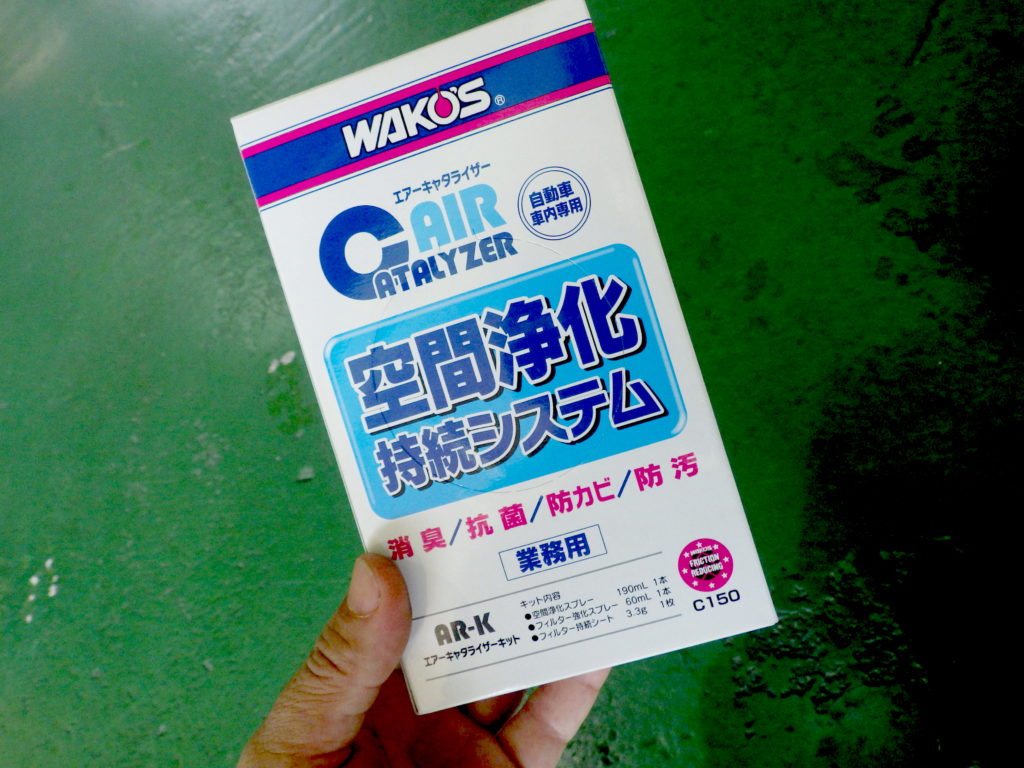 WAKO'S®
エアーキャタライザー
AIR
CATALYZER
自動車
車内専用
空間浄化
持続システム
消臭/抗菌/防カビ/防汚
業務用
WAKO'S
FRICTION
REDUCING
C150
AR-K
エアーキャタライザーキット
キット内容
●空間浄化スプレー 190mL 1本
●フィルター強化スプレー 60mL 1本
●フィルター持続シート 3.3g 1枚